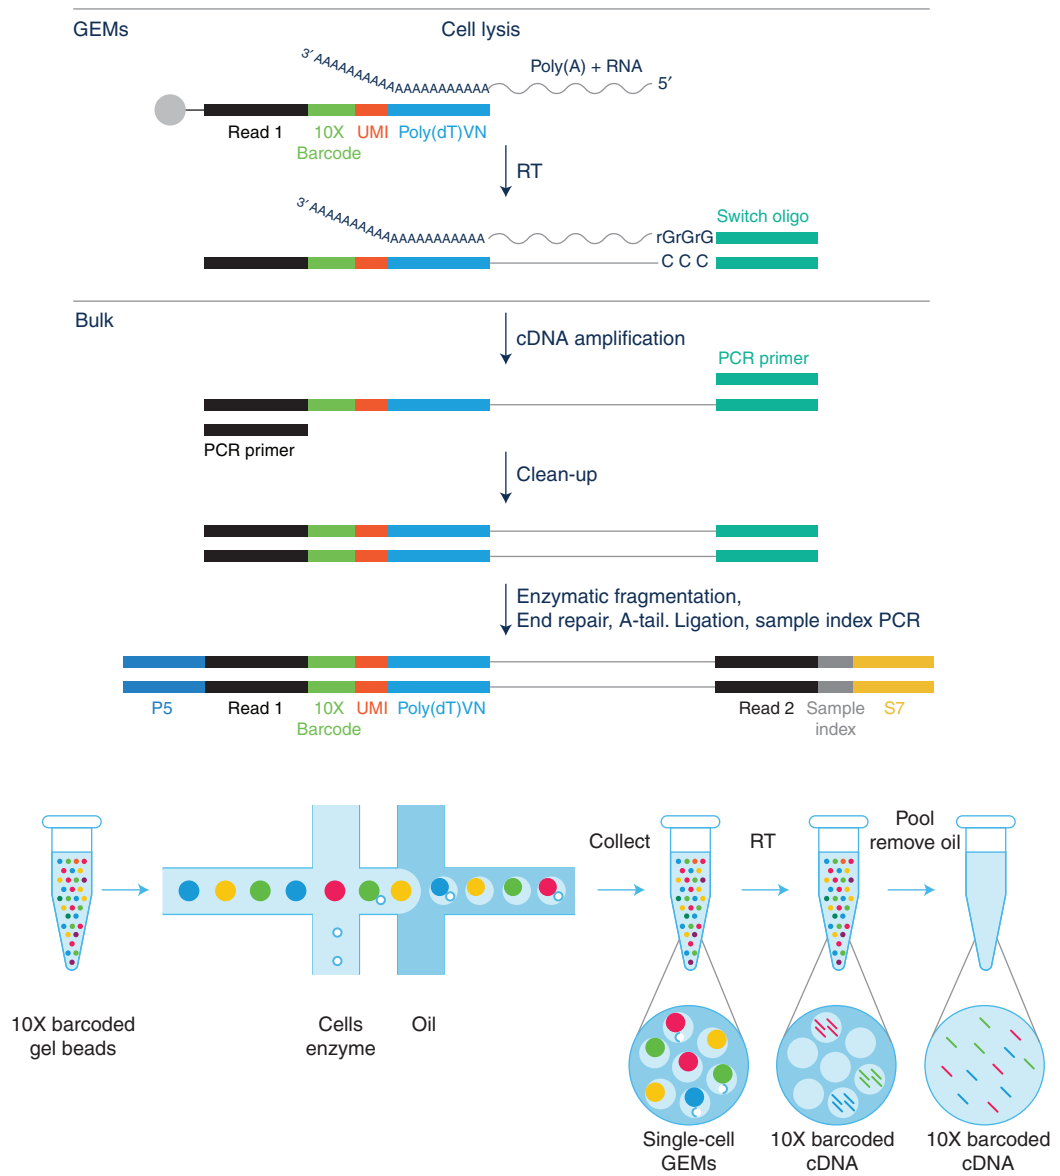 GEMs
Cell lysis
3′ AAAAAAAAAAAAAAAAAAAAA
Poly(A) + RNA
5′
Read 1
10X
Barcode
UMI
Poly(dT)VN
RT
3′ AAAAAAAAAAAAAAAAAAAAA
rGrGrG
Switch oligo
C C C
Bulk
cDNA amplification
PCR primer
PCR primer
Clean-up
Enzymatic fragmentation,
End repair, A-tail. Ligation, sample index PCR
P5
Read 1
10X
Barcode
UMI
Poly(dT)VN
Read 2
Sample
index
S7
Collect
RT
Pool
remove oil
10X barcoded
gel beads
Cells
enzyme
Oil
Single-cell
GEMs
10X barcoded
cDNA
10X barcoded
cDNA